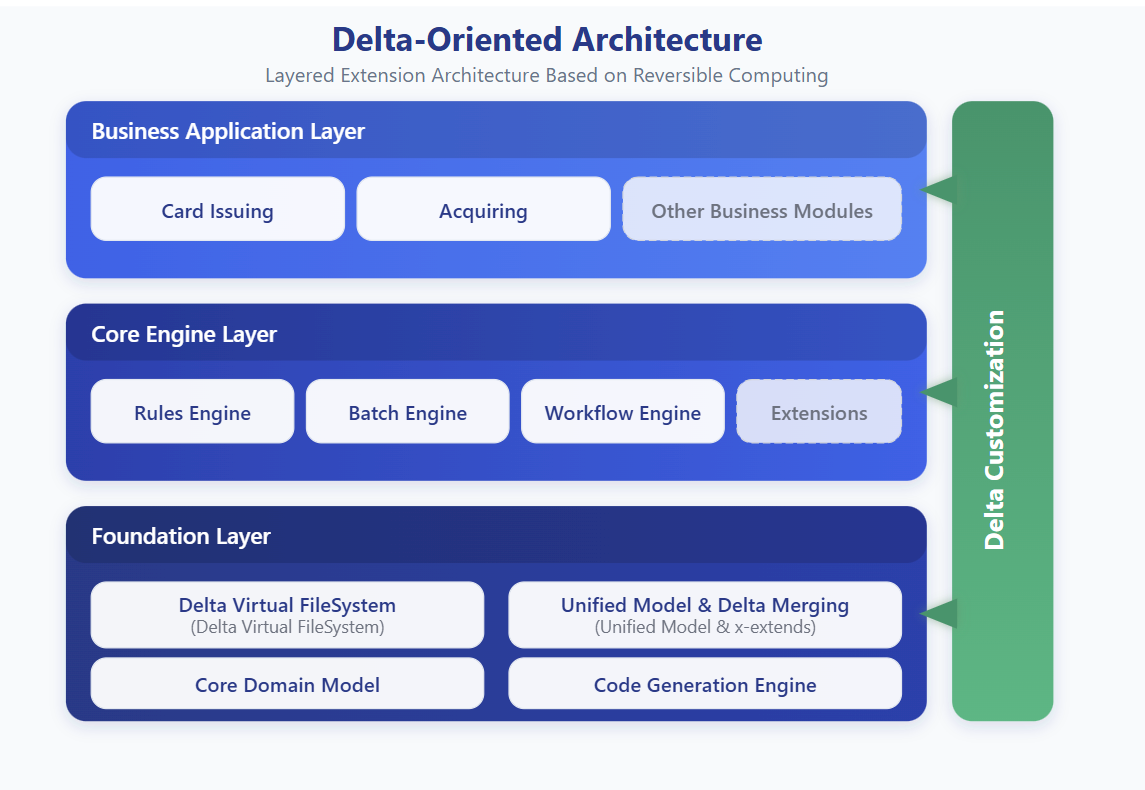 Delta-Oriented Architecture
Layered Extension Architecture Based on Reversible Computing
Business Application Layer
Card Issuing
Acquiring
Other Business Modules
Core Engine Layer
Rules Engine
Batch Engine
Workflow Engine
Extensions
Foundation Layer
Delta Virtual FileSystem
(Delta Virtual FileSystem)
Unified Model & Delta Merging
(Unified Model & x-extends)
Core Domain Model
Code Generation Engine
Delta Customization